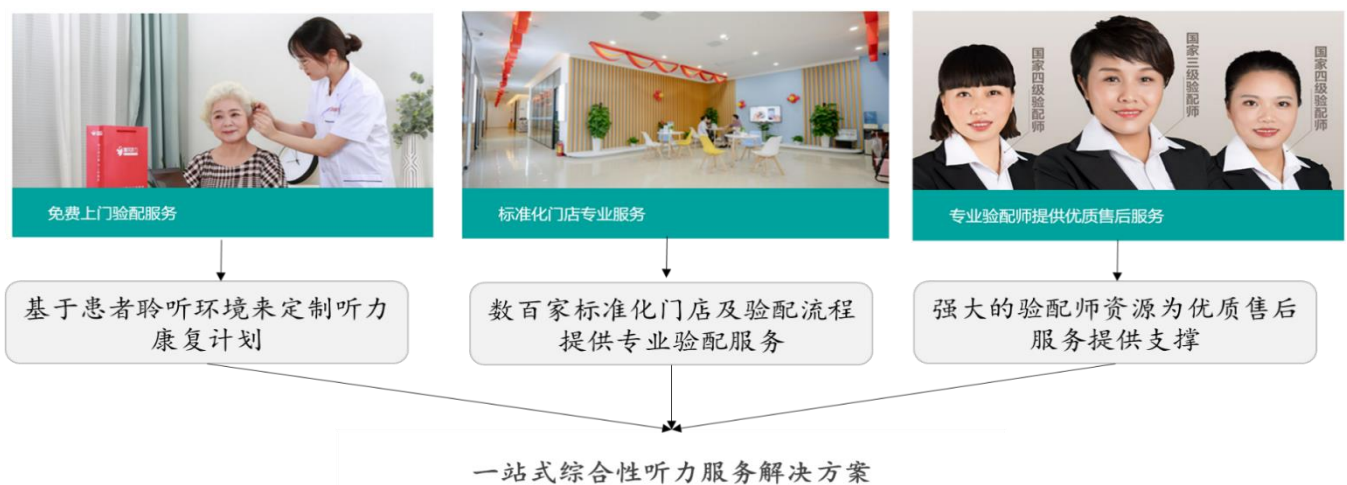 国家四级验配师
国家三级验配师
国家四级验配师
免费上门验配服务
标准化门店专业服务
专业验配师提供优质售后服务
基于患者聆听环境来定制听力
康复计划
数百家标准化门店及验配流程
提供专业验配服务
强大的验配师资源为优质售后
服务提供支撑
一站式综合性听力服务解决方案